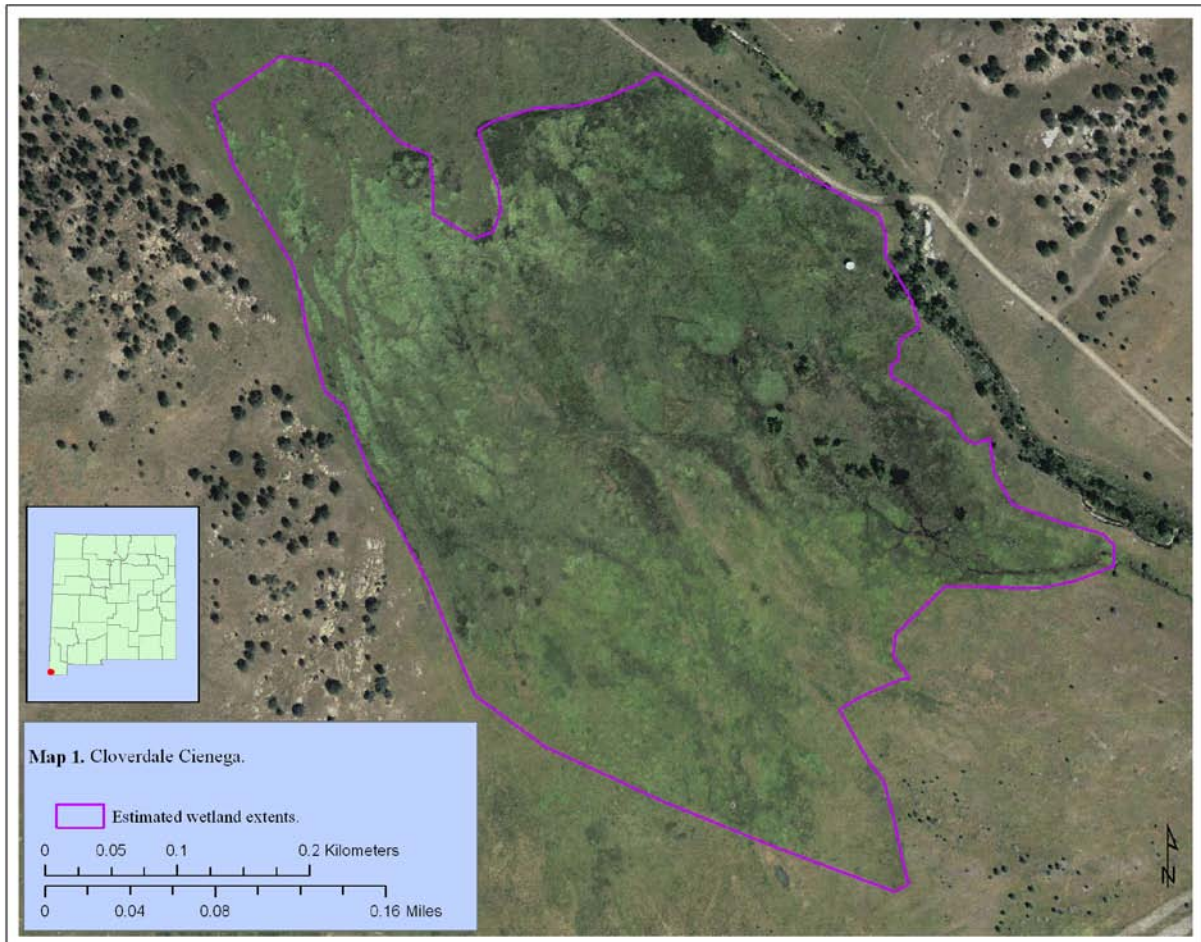 Map 1. Cloverdale Cienega.
Estimated wetland extents.
0 0.05 0.1 0.2 Kilometers
0 0.04 0.08 0.16 Miles
N